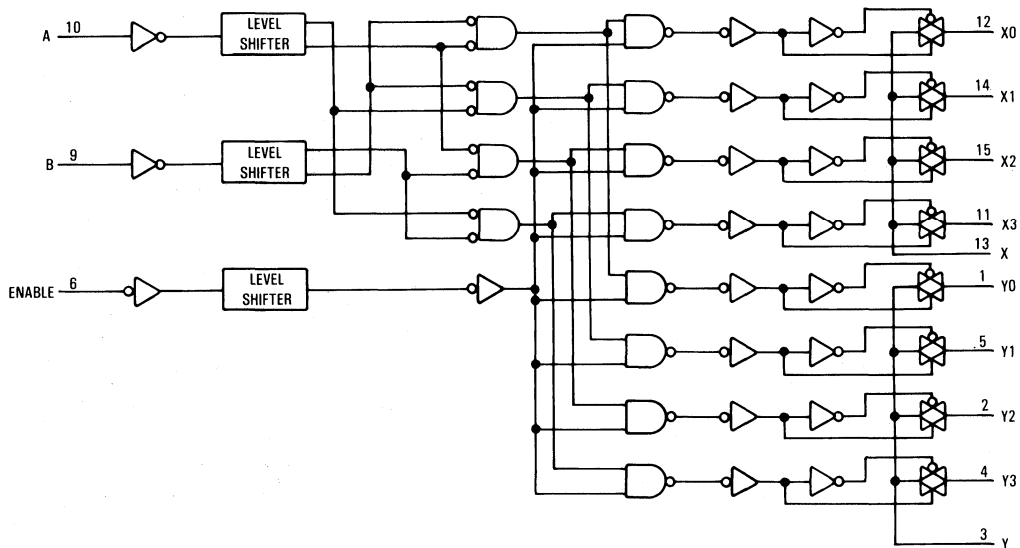 A 10
LEVEL
SHIFTER
12 X0
14 X1
B 9
LEVEL
SHIFTER
15 X2
11 X3
13 X
ENABLE 6
LEVEL
SHIFTER
1 Y0
5 Y1
2 Y2
4 Y3
3 Y